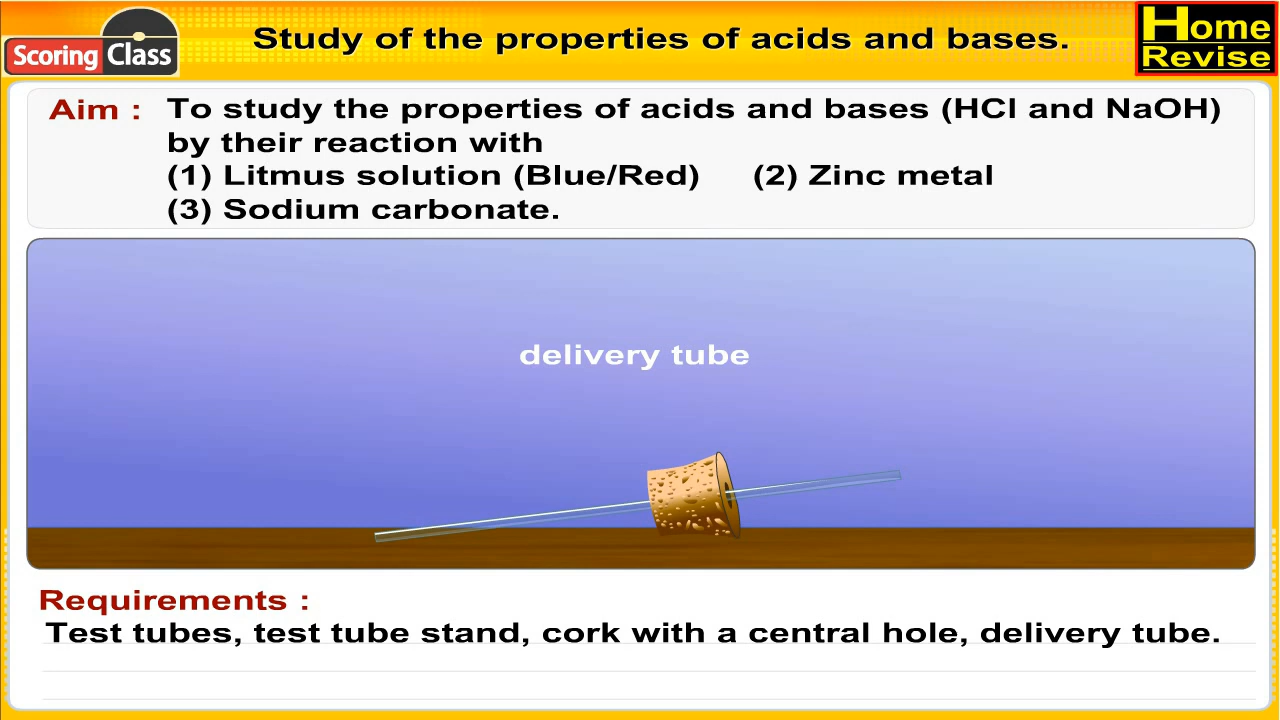 Scoring Class
Study of the properties of acids and bases.
Home
Revise
Aim : To study the properties of acids and bases (HCl and NaOH)
by their reaction with
(1) Litmus solution (Blue/Red) (2) Zinc metal
(3) Sodium carbonate.
delivery tube
Requirements :
Test tubes, test tube stand, cork with a central hole, delivery tube.